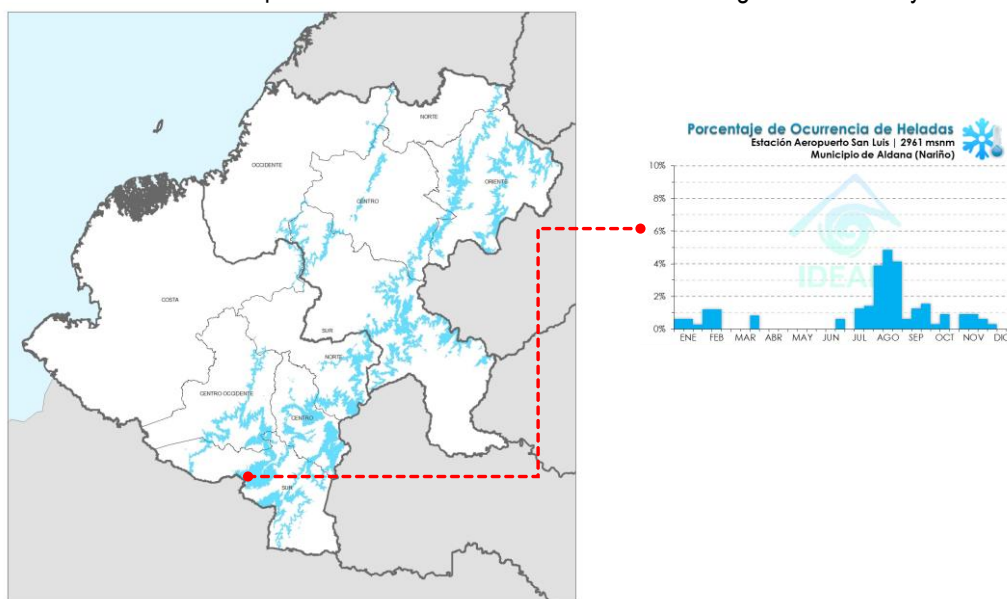 NORTE
OCCIDENTE
ORIENTE
CENTRO
COSTA
SUR
NORTE
CENTRO OCCIDENTE
CENTRO
SUR
Porcentaje de Ocurrencia de Heladas
Estación Aeropuerto San Luis | 2961 msnm
Municipio de Aldana (Nariño)
10%
8%
6%
4%
2%
0%
IDEAM
ENE FEB MAR ABR MAY JUN JUL AGO SEP OCT NOV DIC